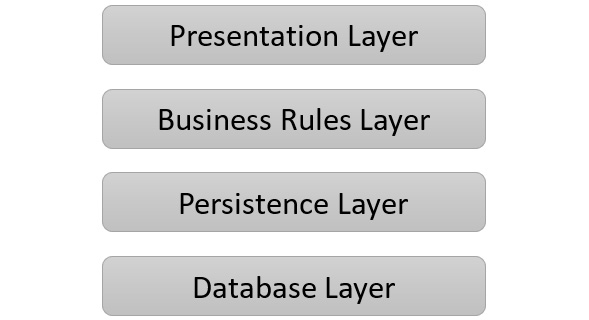 Presentation Layer
Business Rules Layer
Persistence Layer
Database Layer